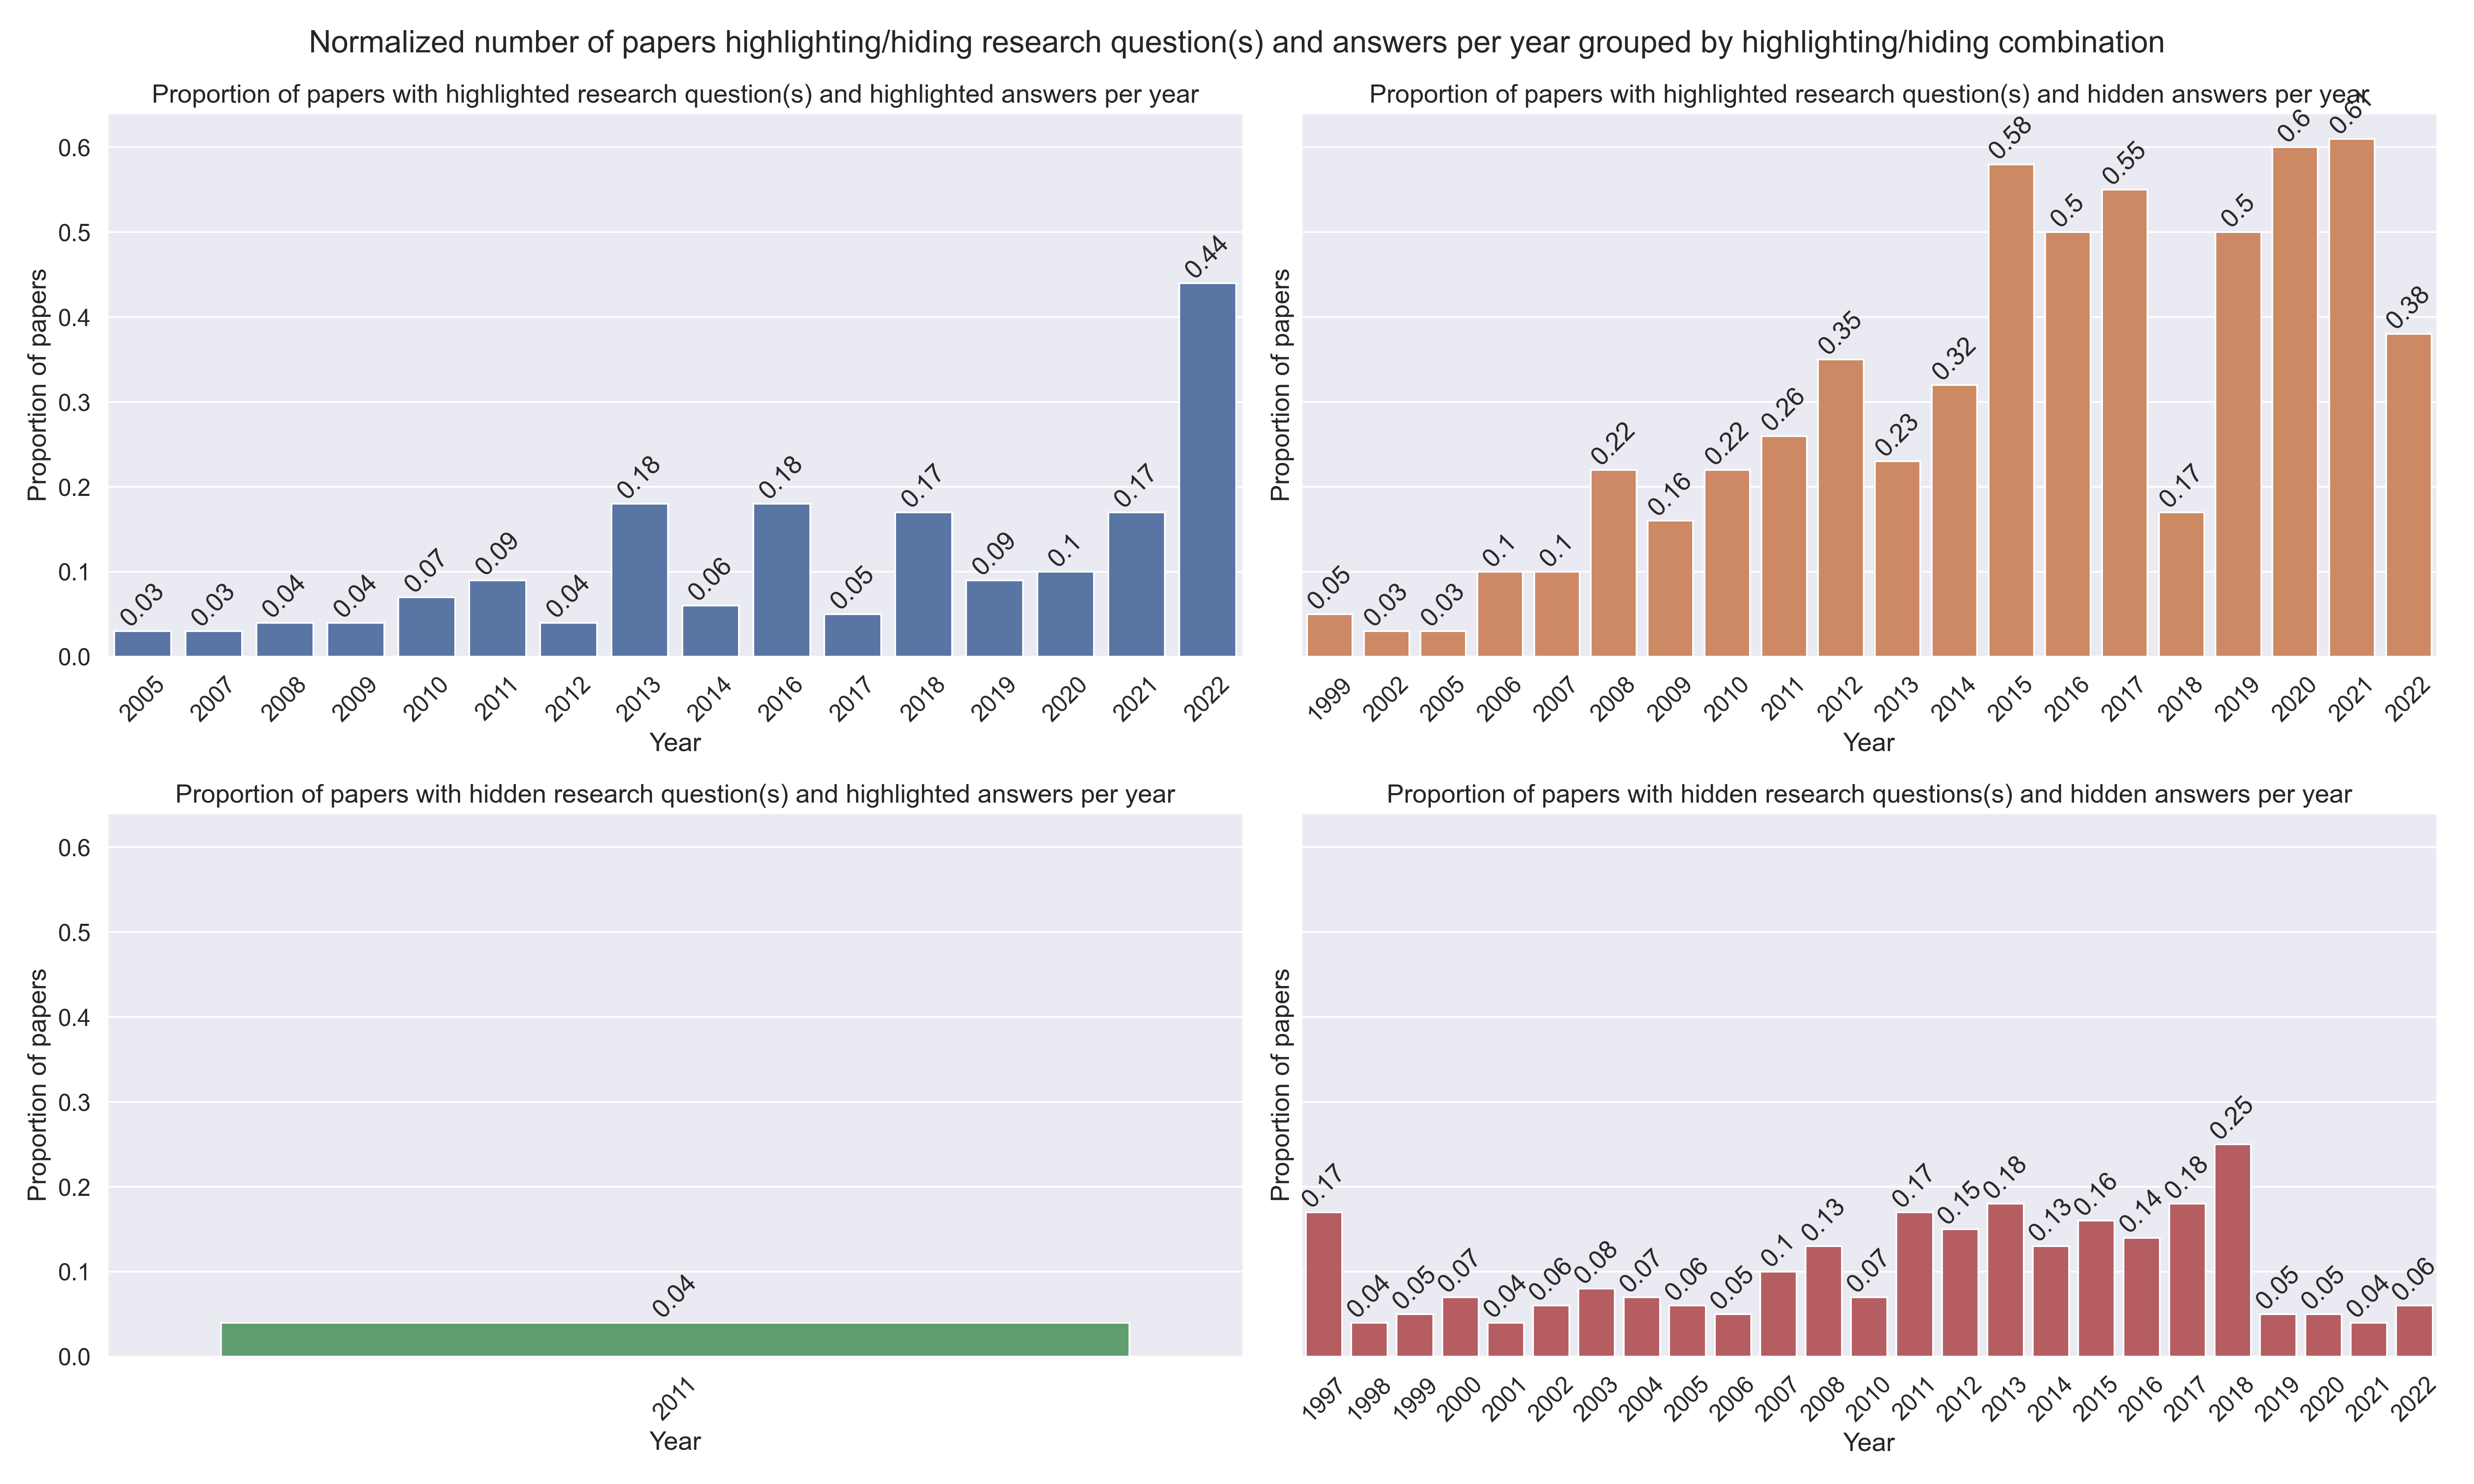 Normalized number of papers highlighting/hiding research question(s) and answers per year grouped by highlighting/hiding combination
Proportion of papers with highlighted research question(s) and highlighted answers per year
Proportion of papers
0.6
0.5
0.4
0.3
0.2
0.1
0.0
0.03 0.03 0.04 0.04 0.07 0.09 0.04 0.18 0.06 0.18 0.05 0.17 0.09 0.1 0.17 0.44
2005 2007 2008 2009 2010 2011 2012 2013 2014 2016 2017 2018 2019 2020 2021 2022
Year
Proportion of papers with highlighted research question(s) and hidden answers per year
Proportion of papers
0.05 0.03 0.03 0.1 0.1 0.22 0.16 0.22 0.26 0.35 0.23 0.32 0.58 0.5 0.55 0.17 0.5 0.6 0.61 0.38
1999 2002 2005 2006 2007 2008 2009 2010 2011 2012 2013 2014 2015 2016 2017 2018 2019 2020 2021 2022
Year
Proportion of papers with hidden research question(s) and highlighted answers per year
Proportion of papers
0.6
0.5
0.4
0.3
0.2
0.1
0.0
0.04
2011
Year
Proportion of papers with hidden research questions(s) and hidden answers per year
Proportion of papers
0.17 0.04 0.05 0.07 0.04 0.06 0.08 0.07 0.06 0.05 0.1 0.13 0.07 0.17 0.15 0.18 0.13 0.16 0.14 0.18 0.25 0.05 0.05 0.04 0.06
1997 1998 1999 2000 2001 2002 2003 2004 2005 2006 2007 2008 2010 2011 2012 2013 2014 2015 2016 2017 2018 2019 2020 2021 2022
Year